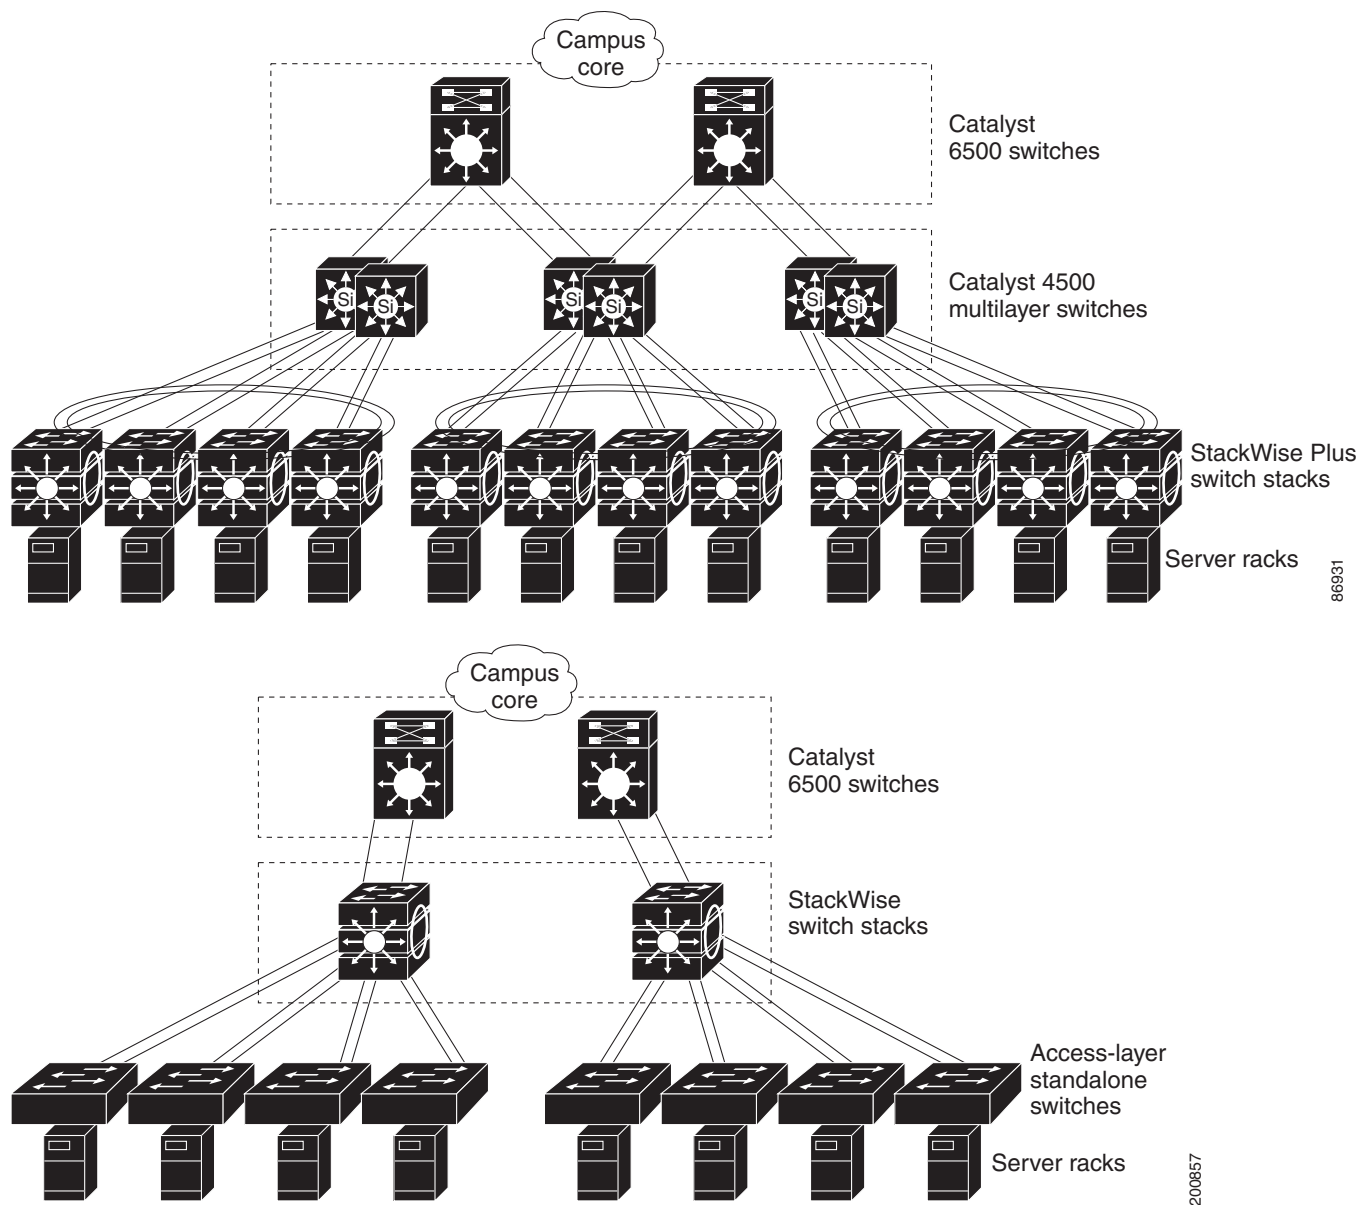 Campus
core
Catalyst
6500 switches
Si
Si
Si
Si
Si
Si
Catalyst 4500
multilayer switches
StackWise Plus
switch stacks
Server racks
86931
Campus
core
Catalyst
6500 switches
StackWise
switch stacks
Access-layer
standalone
switches
Server racks
200857